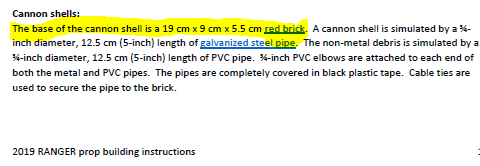 Cannon shells:
The base of the cannon shell is a 19 cm x 9 cm x 5.5 cm red brick. A cannon shell is simulated by a ¾-
inch diameter, 12.5 cm (5-inch) length of galvanized steel pipe. The non-metal debris is simulated by a
¾-inch diameter, 12.5 cm (5-inch) length of PVC pipe. ¾-inch PVC elbows are attached to each end of
both the metal and PVC pipes. The pipes are completely covered in black plastic tape. Cable ties are
used to secure the pipe to the brick.
2019 RANGER prop building instructions